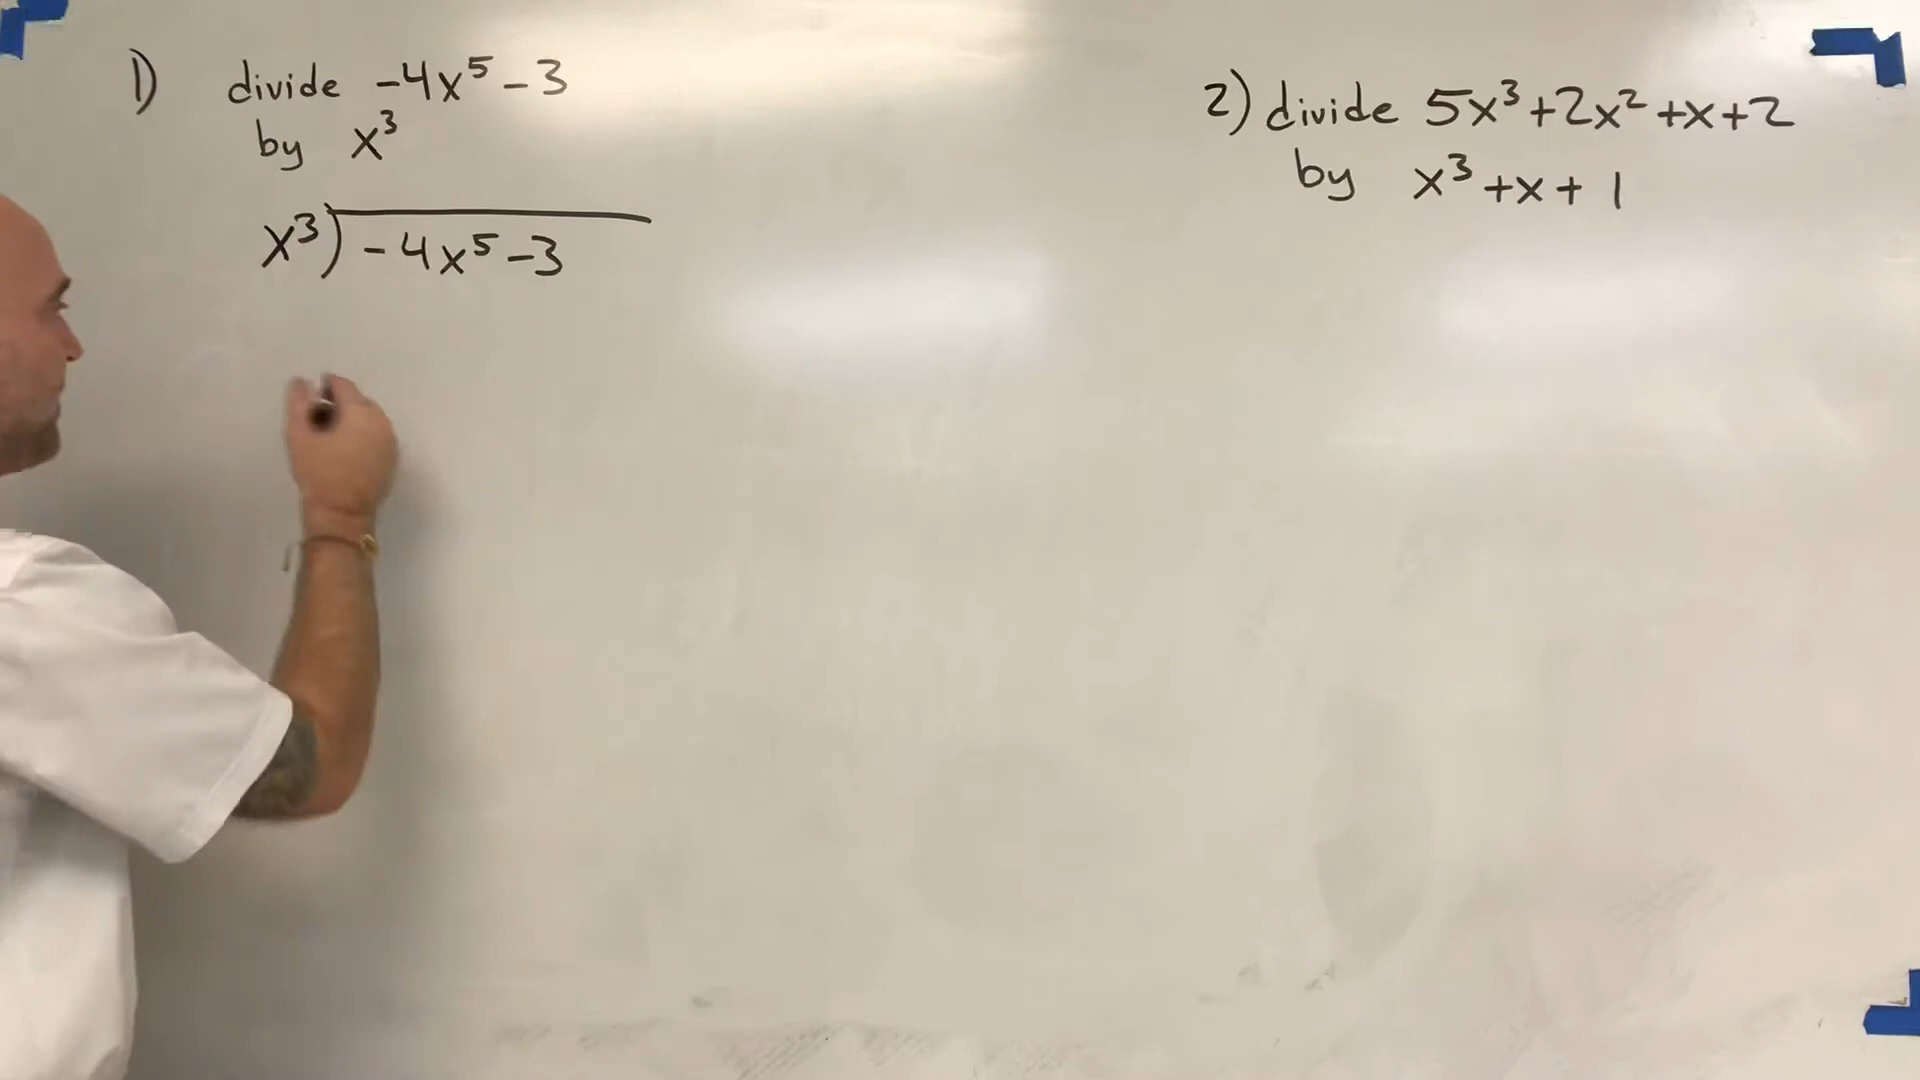 1) divide -4x⁵-3
by x³
x³) -4x⁵-3
2) divide 5x³+2x²+x+2
by x³+x+1